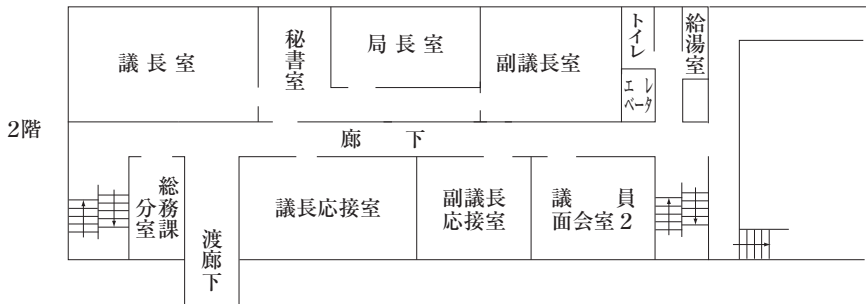 2階
議長室
秘書室
局長室
副議長室
トイレ
エレ
ベータ
給湯室
廊下
総務課
分室
渡廊下
議長応接室
副議長
応接室
議員
面会室2